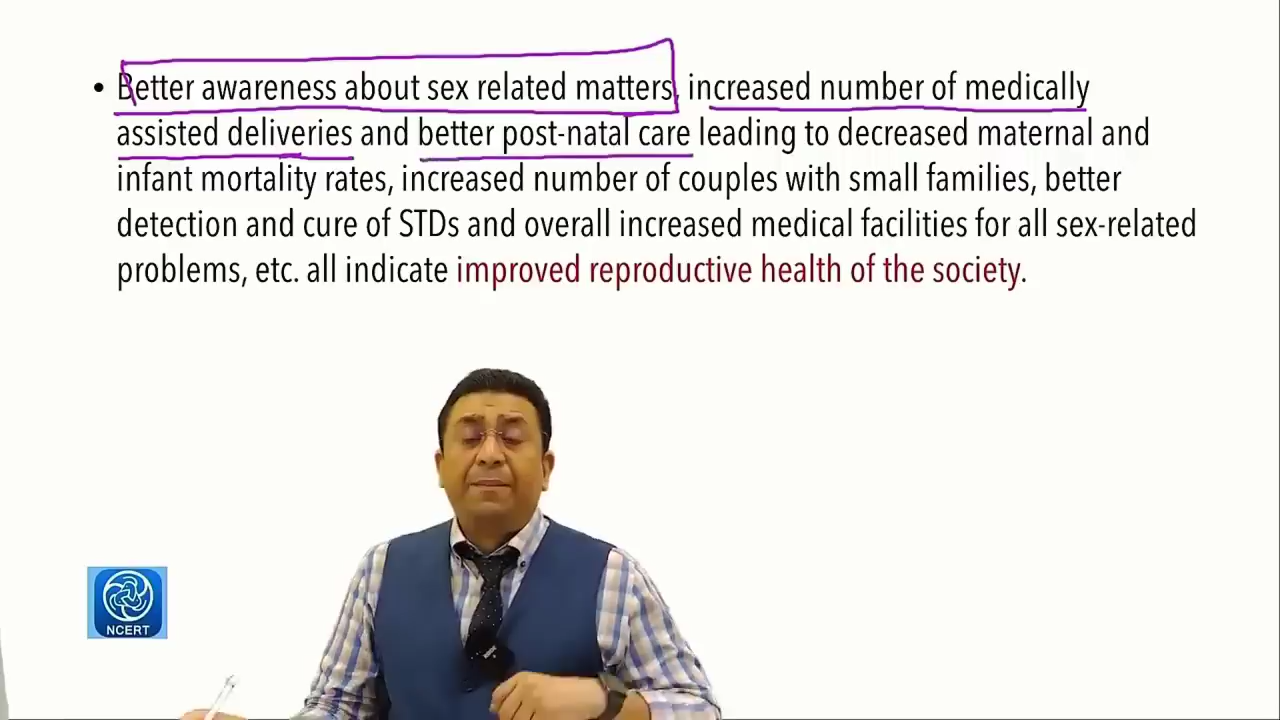 • Better awareness about sex related matters, increased number of medically
assisted deliveries and better post-natal care leading to decreased maternal and
infant mortality rates, increased number of couples with small families, better
detection and cure of STDs and overall increased medical facilities for all sex-related
problems, etc. all indicate improved reproductive health of the society.
NCERT